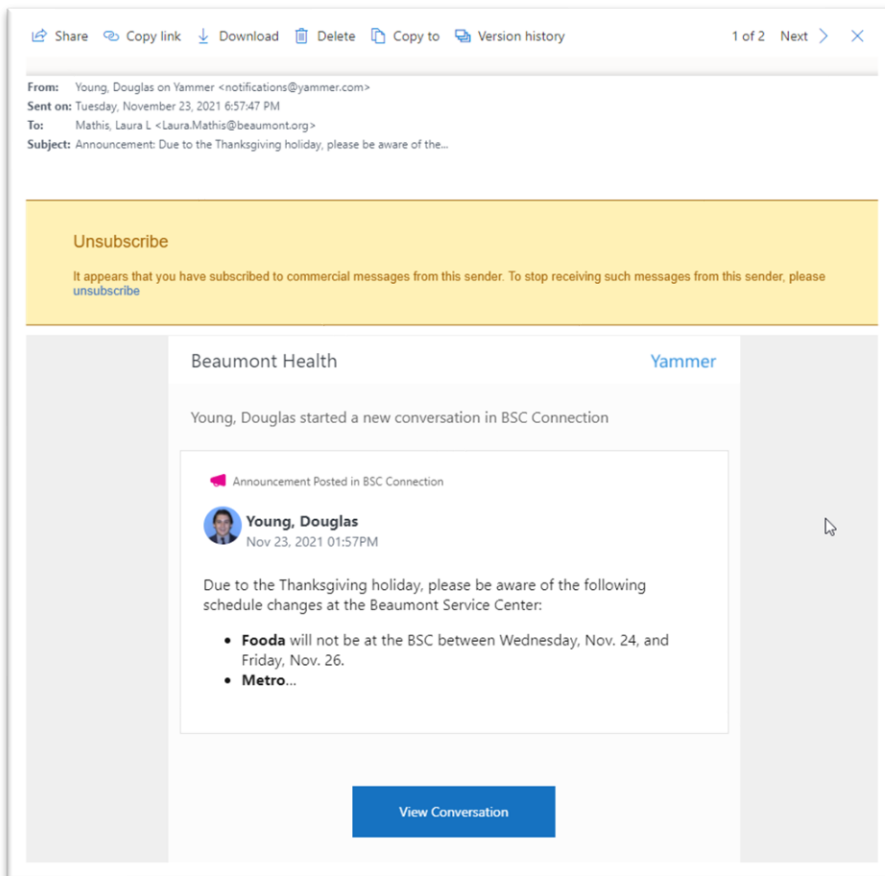 Share Copy link Download Delete Copy to Version history 1 of 2 Next
From: Young, Douglas on Yammer <notifications@yammer.com>
Sent on: Tuesday, November 23, 2021 6:57:47 PM
To: Mathis, Laura L <Laura.Mathis@beaumont.org>
Subject: Announcement: Due to the Thanksgiving holiday, please be aware of the...
Unsubscribe
It appears that you have subscribed to commercial messages from this sender. To stop receiving such messages from this sender, please
unsubscribe
Beaumont Health Yammer
Young, Douglas started a new conversation in BSC Connection
Announcement Posted in BSC Connection
Young, Douglas
Nov 23, 2021 01:57PM
Due to the Thanksgiving holiday, please be aware of the following
schedule changes at the Beaumont Service Center:
• Fooda will not be at the BSC between Wednesday, Nov. 24, and
Friday, Nov. 26.
• Metro...
View Conversation